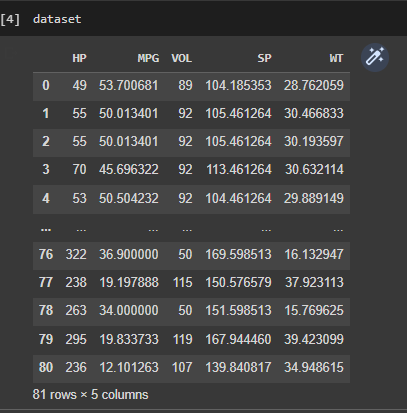 [4] dataset
HP MPG VOL SP WT
0 49 53.700681 89 104.185353 28.762059
1 55 50.013401 92 105.461264 30.466833
2 55 50.013401 92 105.461264 30.193597
3 70 45.696322 92 113.461264 30.632114
4 53 50.504232 92 104.461264 29.889149
... ... ... ... ... ...
76 322 36.900000 50 169.598513 16.132947
77 238 19.197888 115 150.576579 37.923113
78 263 34.000000 50 151.598513 15.769625
79 295 19.833733 119 167.944460 39.423099
80 236 12.101263 107 139.840817 34.948615
81 rows × 5 columns